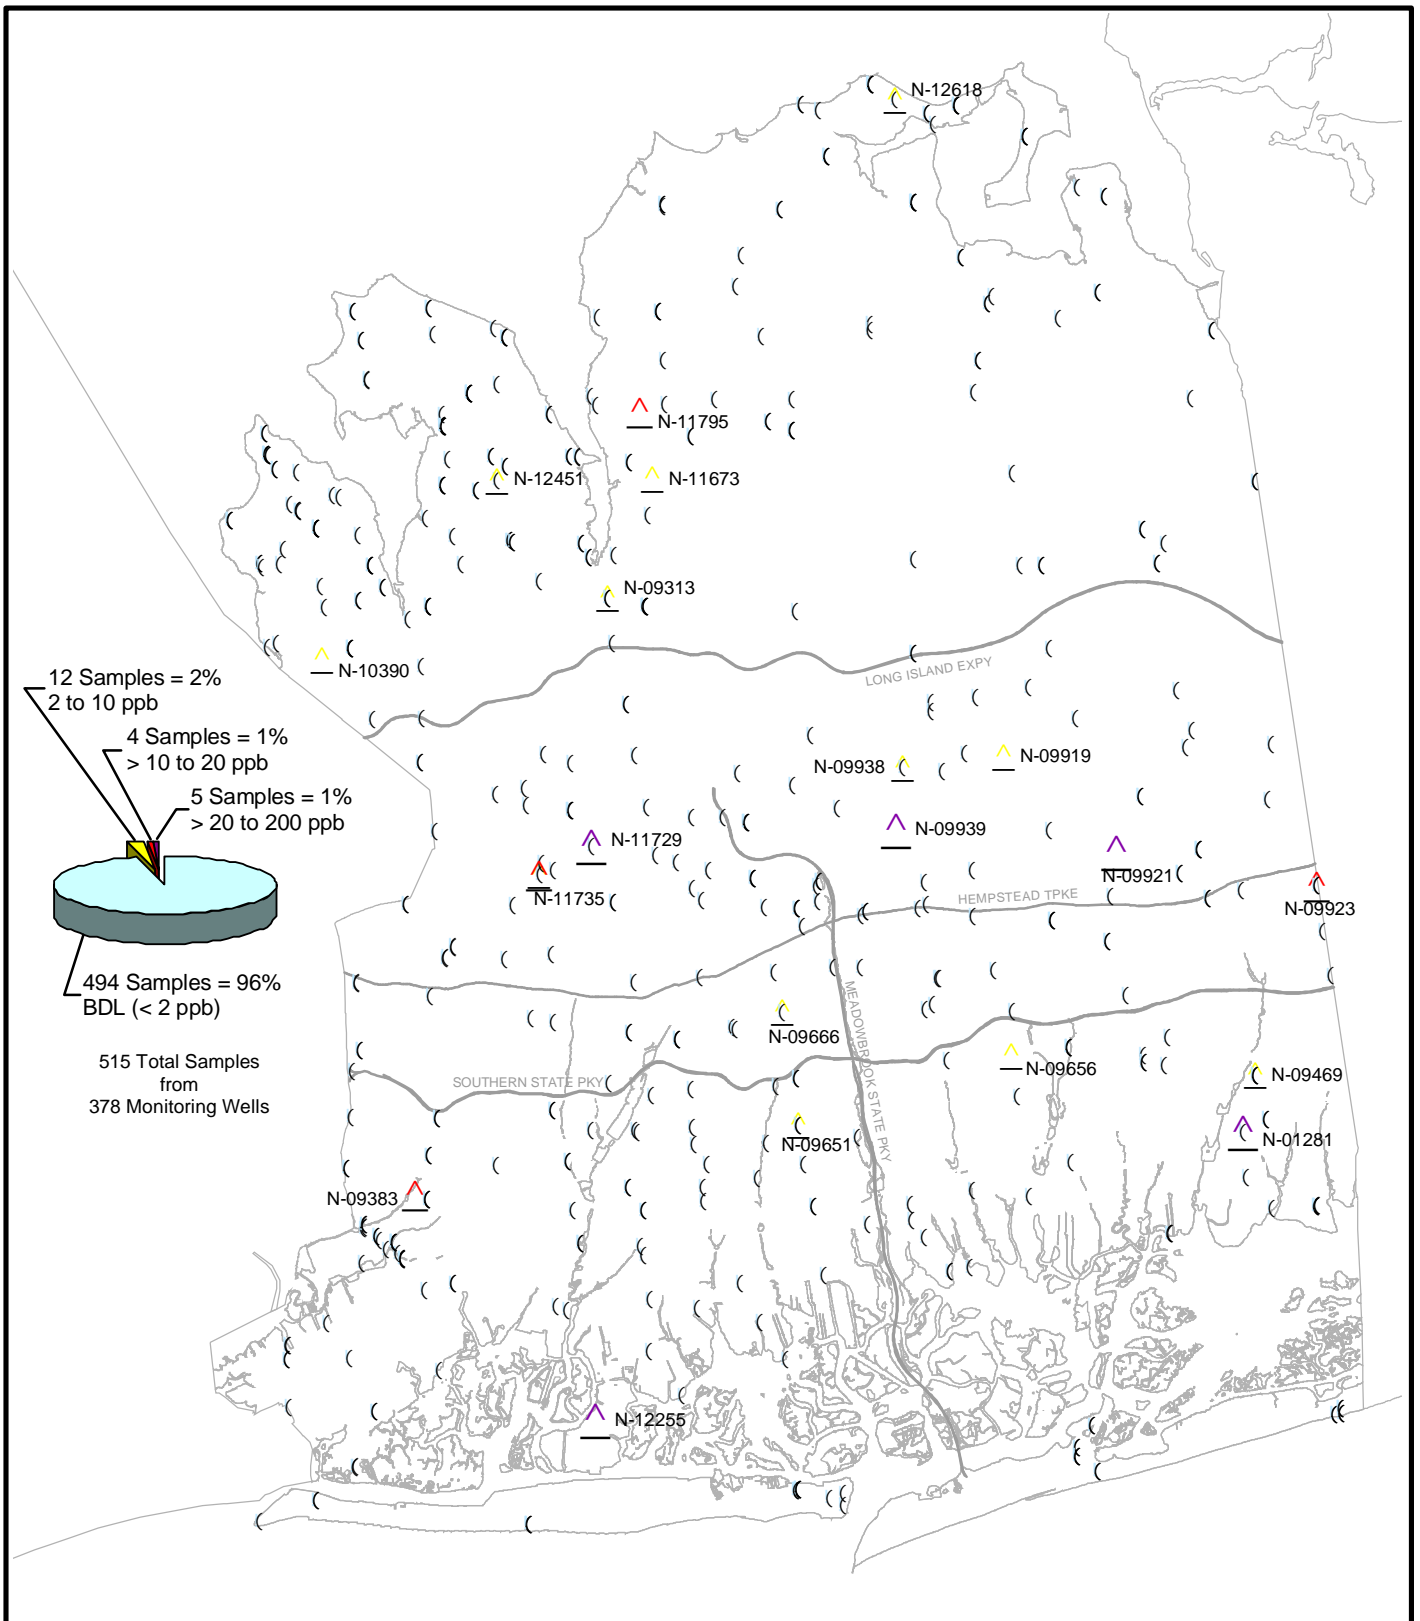 N-12618
N-11795
N-12451
N-11673
N-09313
N-10390
LONG ISLAND EXPY
12 Samples = 2%
2 to 10 ppb
4 Samples = 1%
> 10 to 20 ppb
5 Samples = 1%
> 20 to 200 ppb
N-09938
N-09919
N-11729
N-09939
N-09921
N-11735
HEMPSTEAD TPKE
N-09923
494 Samples = 96%
BDL (< 2 ppb)
515 Total Samples
from
378 Monitoring Wells
MEADOWBROOK STATE PKY
N-09666
N-09656
SOUTHERN STATE PKY
N-09469
N-09651
N-01281
N-09383
N-12255